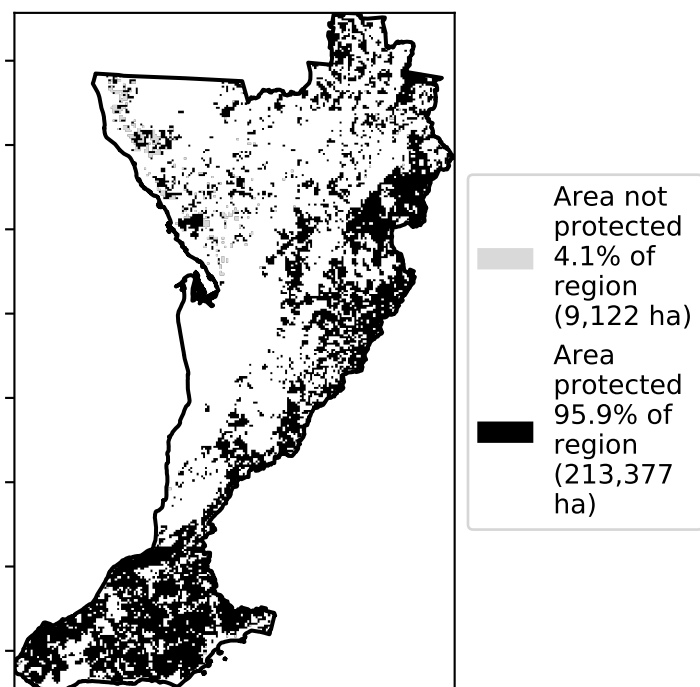 Area not
protected
4.1% of
region
(9,122 ha)
Area
protected
95.9% of
region
(213,377
ha)